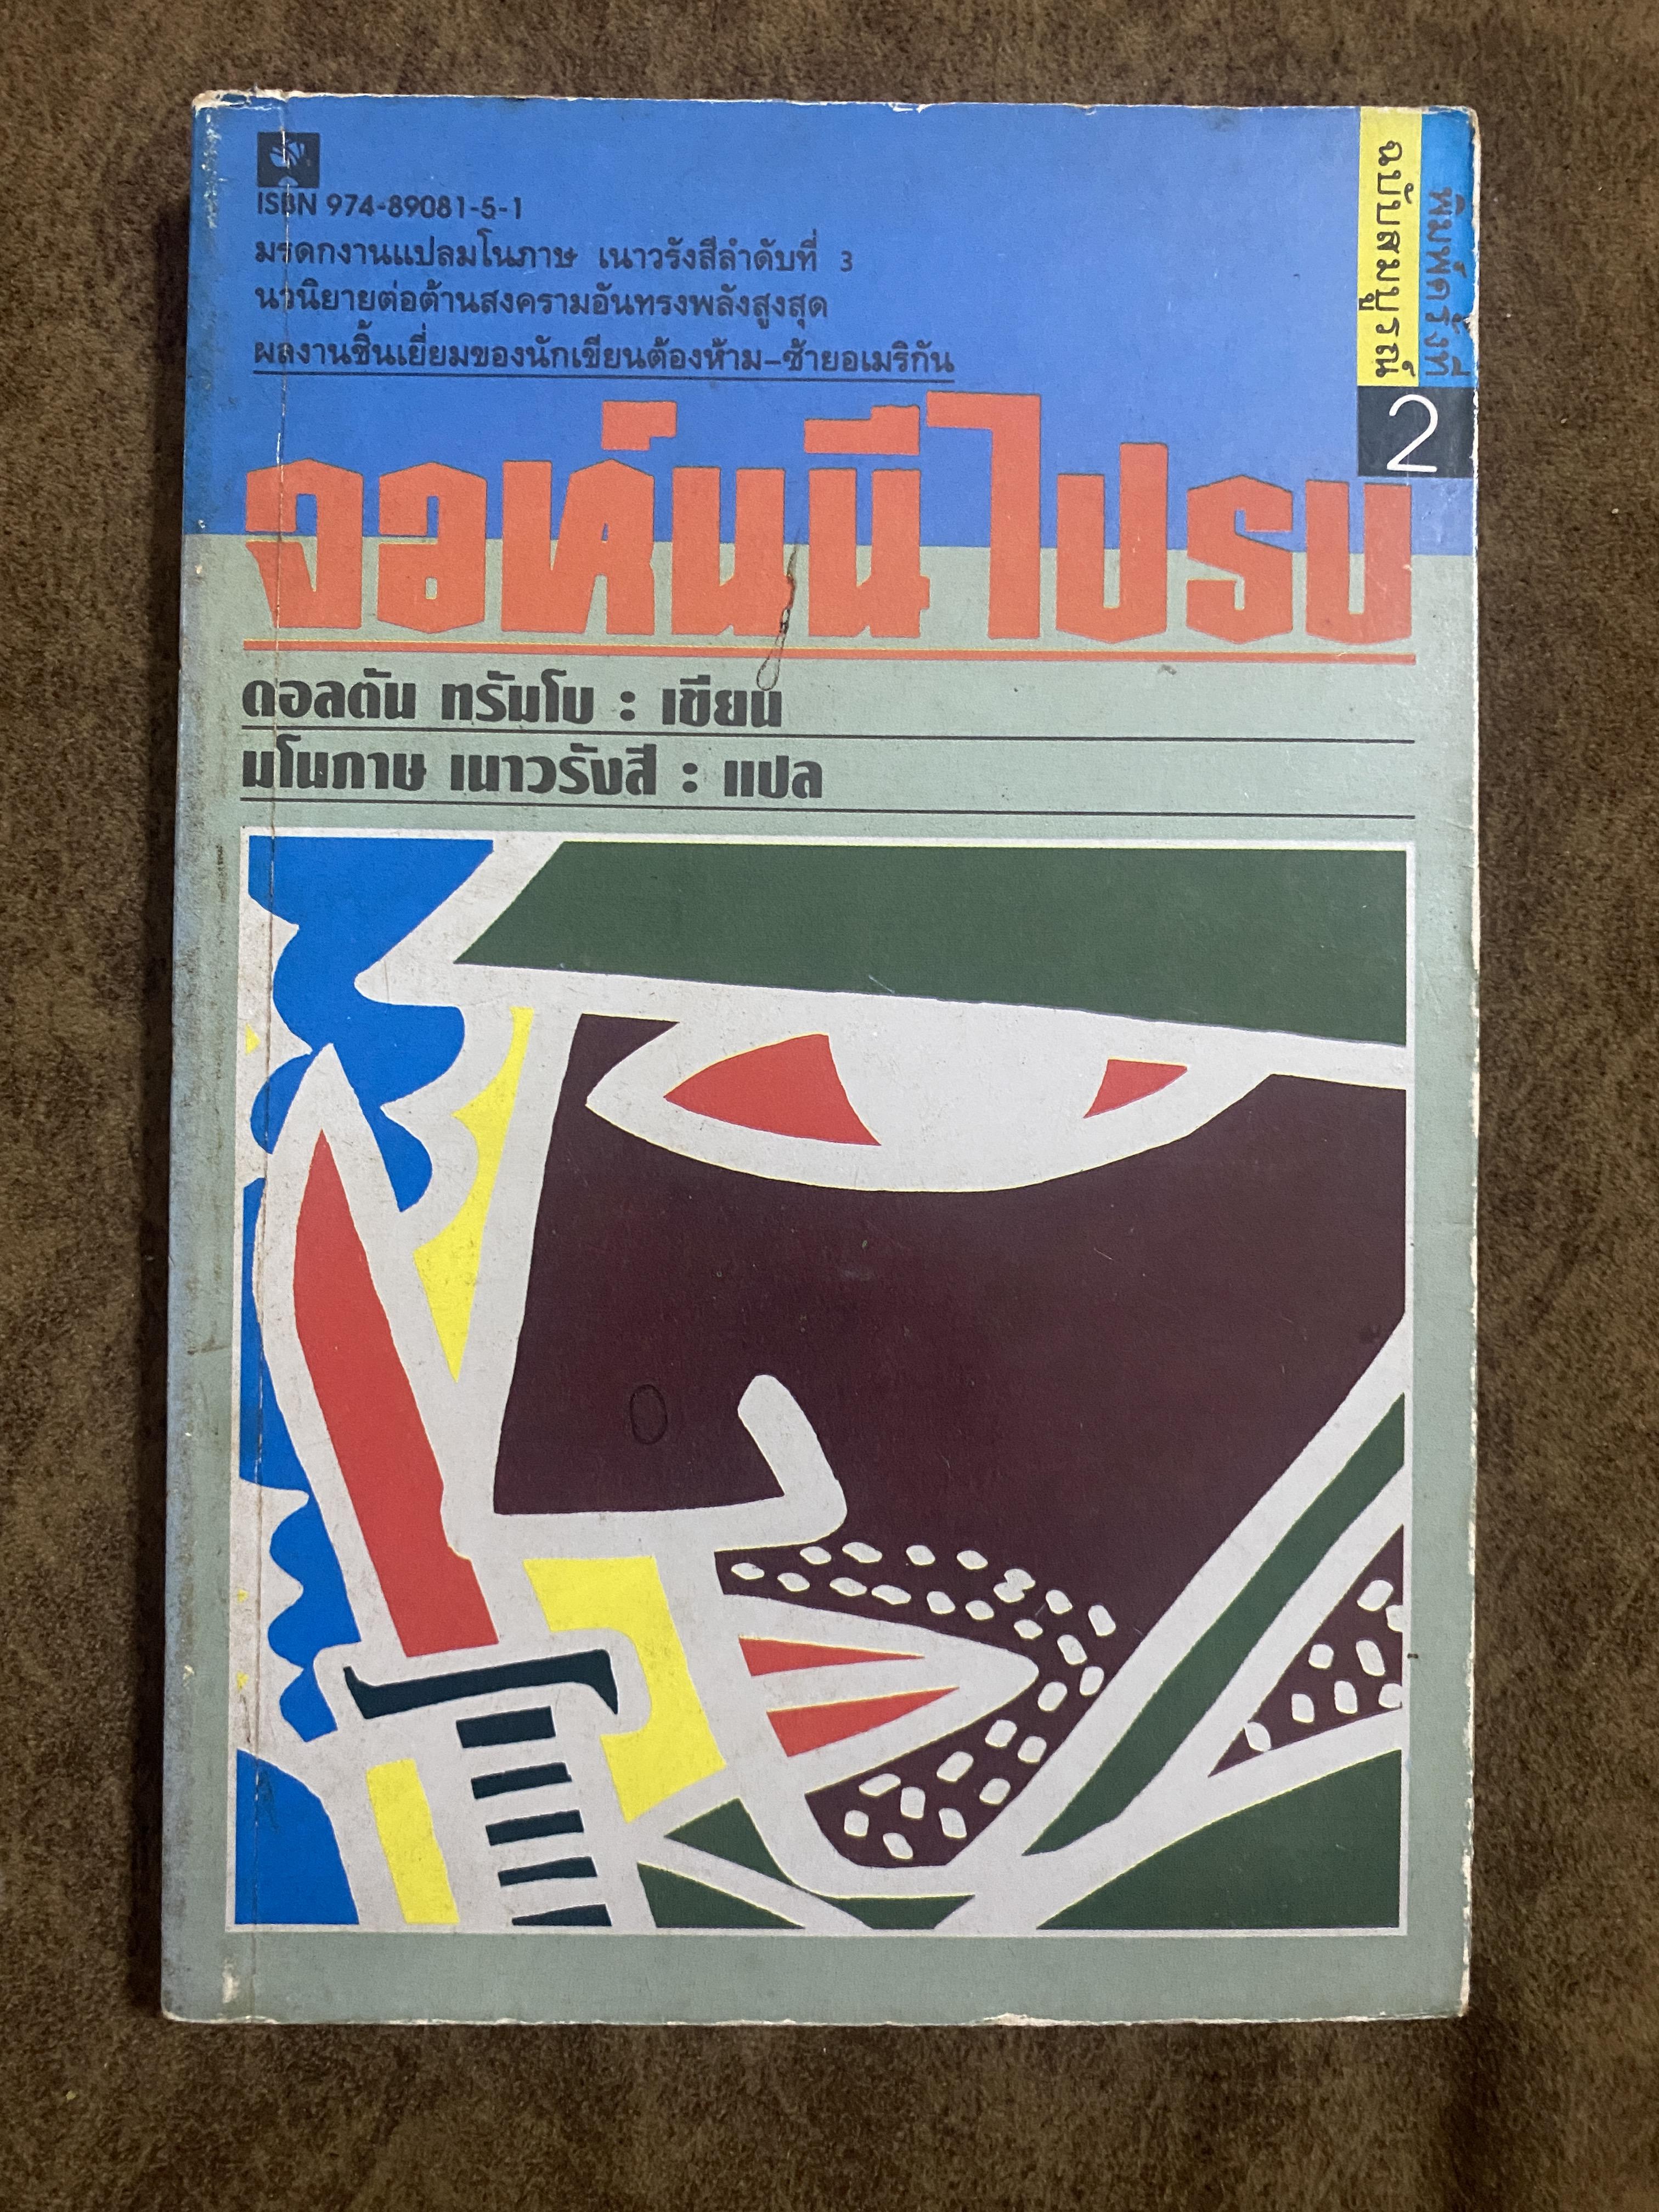 ISBN 974-89081-5-1
มรดกงานแปลมโนภาษ เนาวรังสีลำดับที่ 3
นวนิยายต่อต้านสงครามอันทรงพลังสูงสุด
ผลงานชิ้นเยี่ยมของนักเขียนต้องห้าม-ซ้ายอเมริกัน
พิมพ์ครั้งที่
ฉบับสมบูรณ์
2
จอห์นนี่ไปรบ
ดอลตัน ทรัมโบ : เขียน
มโนภาษ เนาวรังสี : แปล